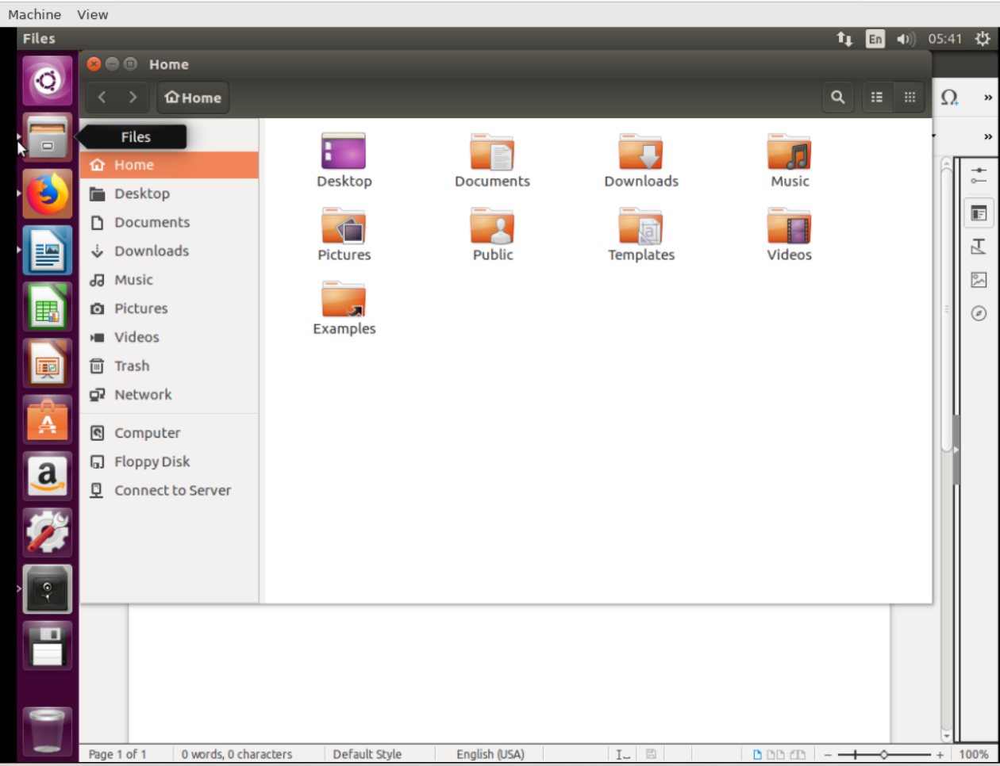 Machine View
Files En 05:41
Home
Home
Ω »
Files »
Home
Desktop
Documents
Downloads
Music
Pictures
Videos
Trash
Network
Computer
Floppy Disk
Connect to Server
Desktop Documents Downloads Music
Pictures Public Templates Videos
Examples
Page 1 of 1 0 words, 0 characters Default Style English (USA) 100%